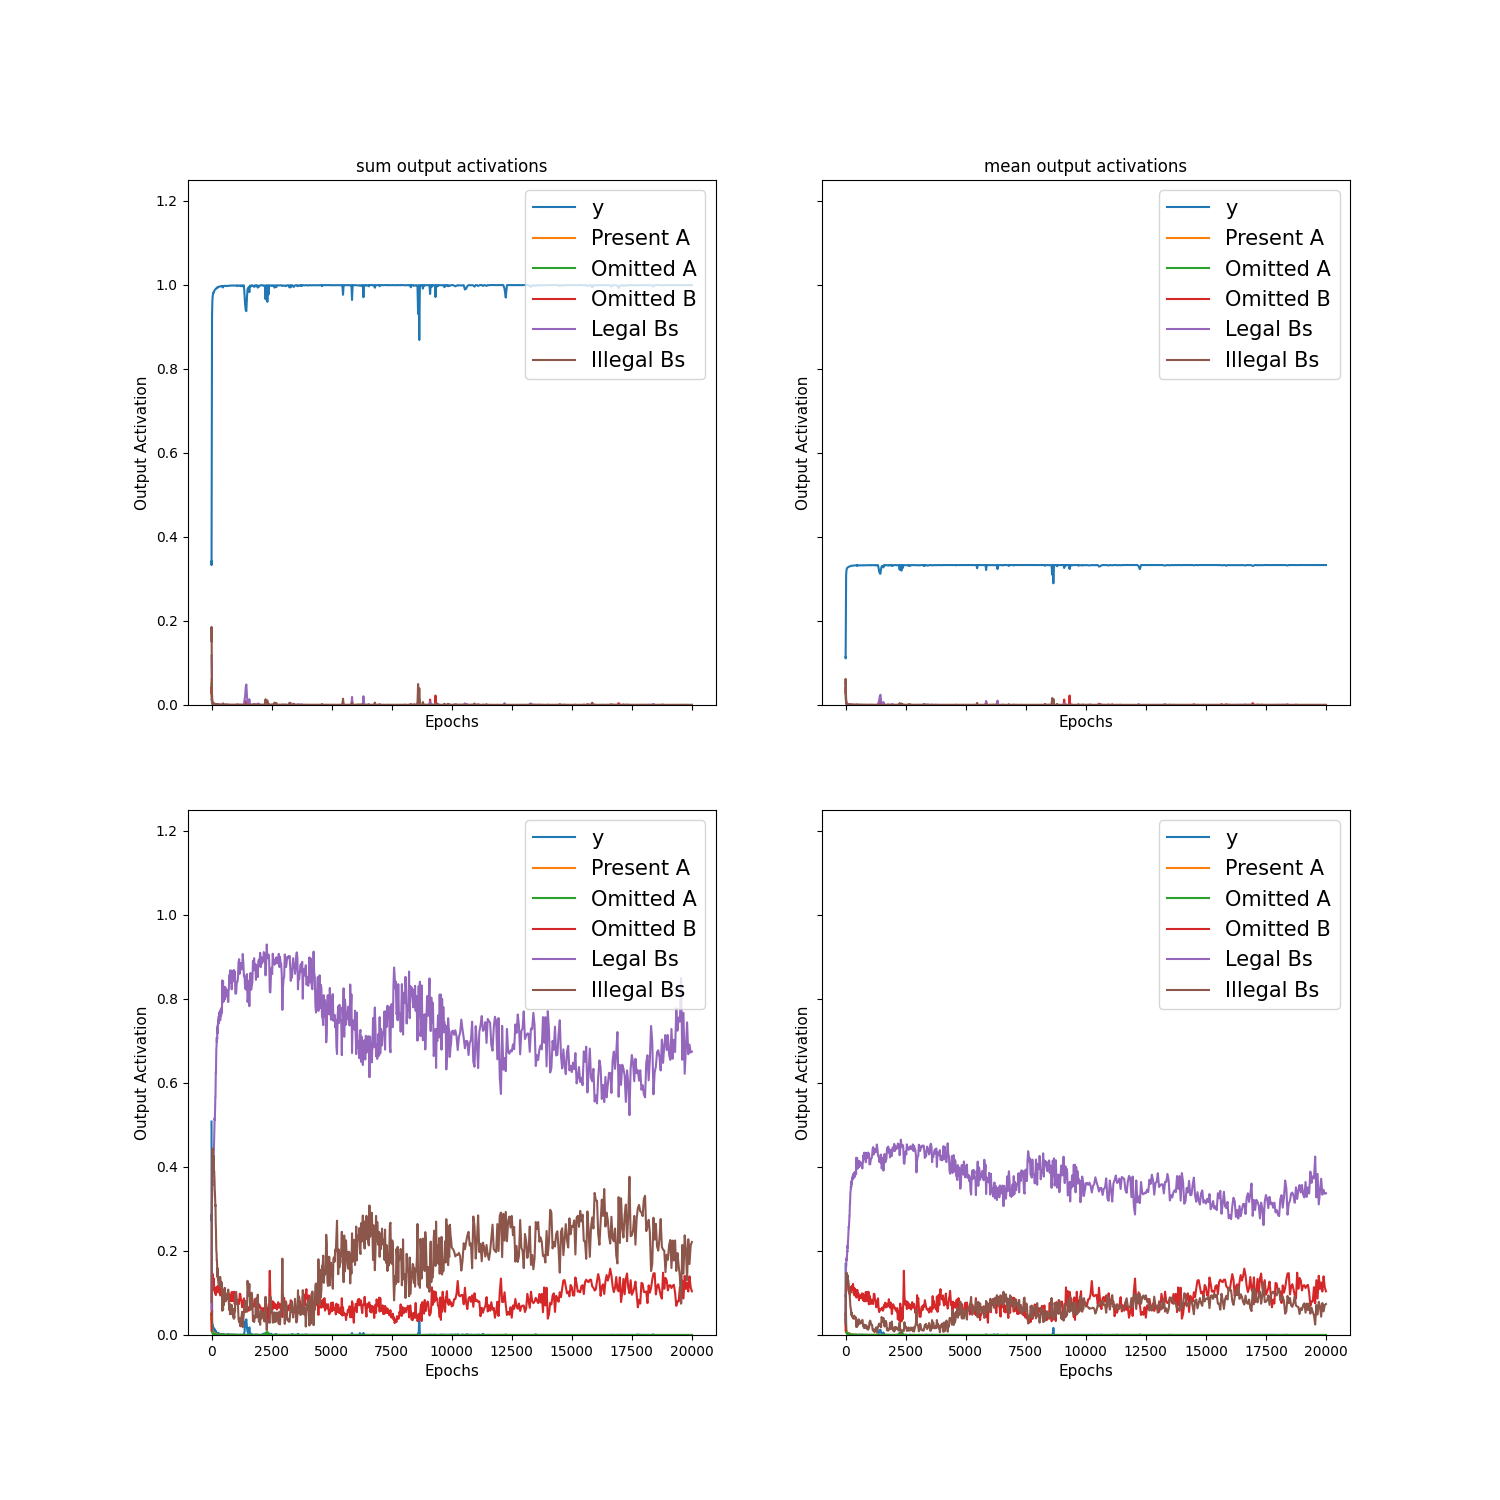 sum output activations
mean output activations
1.2
1.0
0.8
0.6
0.4
0.2
0.0
Output Activation
y
Present A
Omitted A
Omitted B
Legal Bs
Illegal Bs
Epochs
Output Activation
y
Present A
Omitted A
Omitted B
Legal Bs
Illegal Bs
Epochs
1.2
1.0
0.8
0.6
0.4
0.2
0.0
Output Activation
y
Present A
Omitted A
Omitted B
Legal Bs
Illegal Bs
0 2500 5000 7500 10000 12500 15000 17500 20000
Epochs
Output Activation
y
Present A
Omitted A
Omitted B
Legal Bs
Illegal Bs
0 2500 5000 7500 10000 12500 15000 17500 20000
Epochs